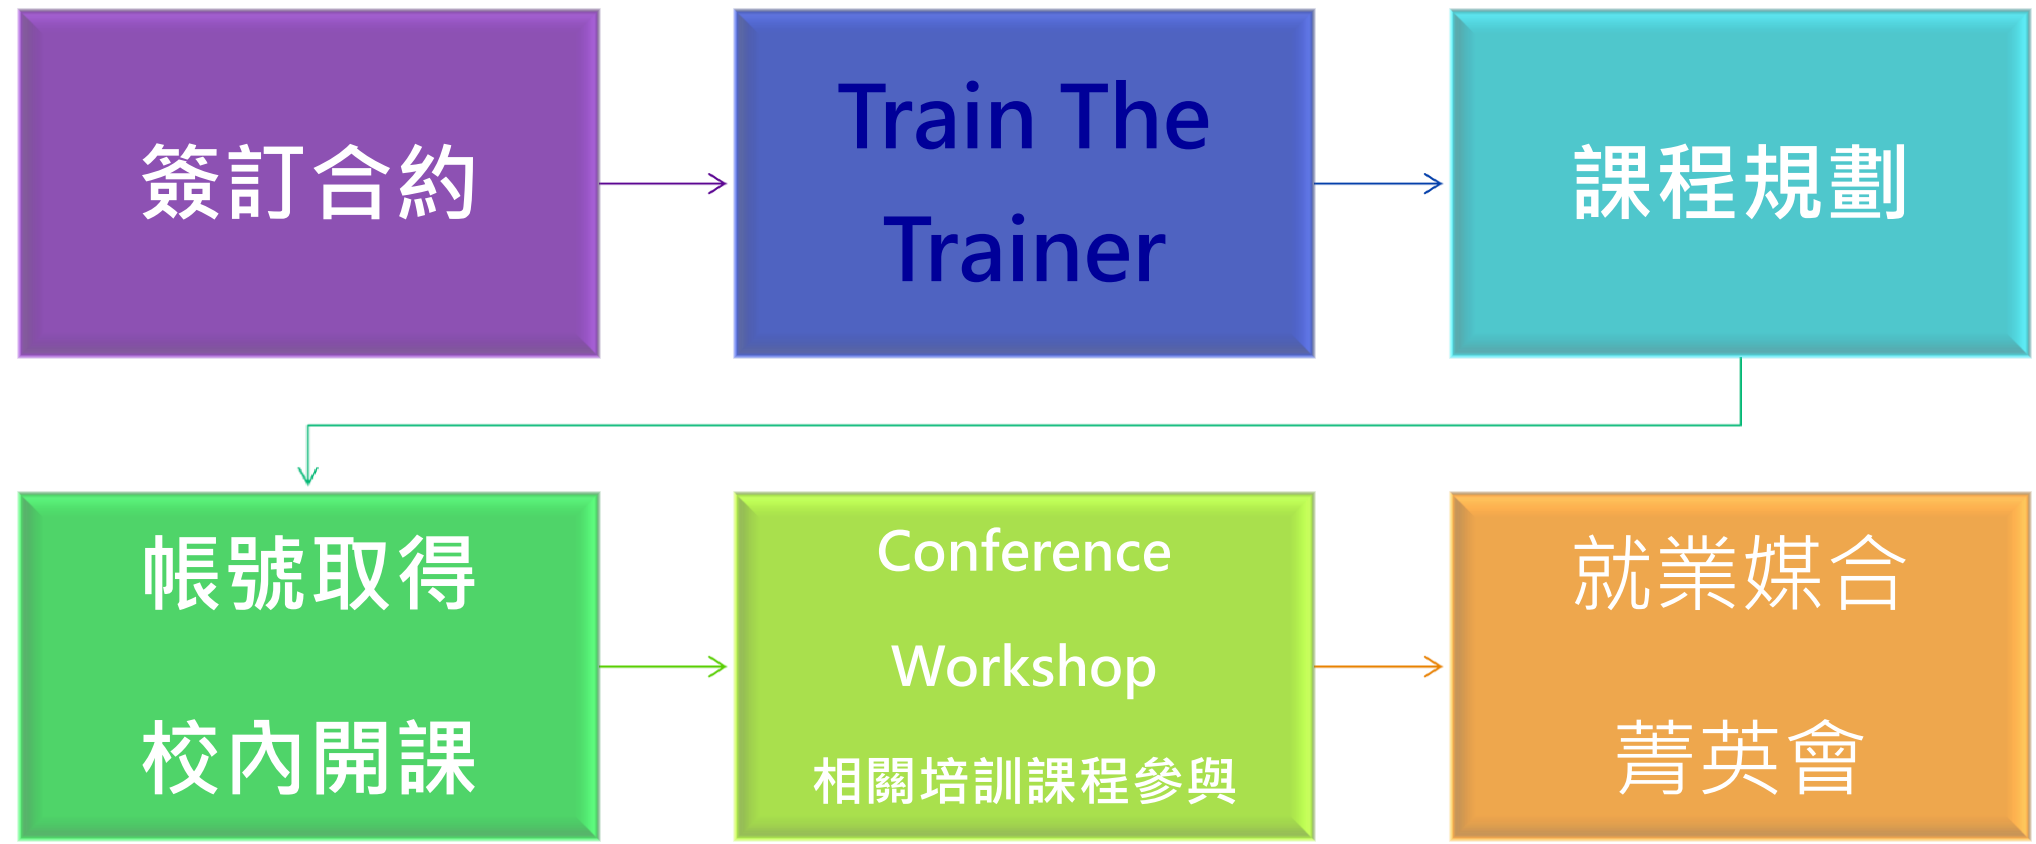 簽訂合約
Train The
Trainer
課程規劃
帳號取得
校內開課
Conference
Workshop
相關培訓課程參與
就業媒合
菁英會